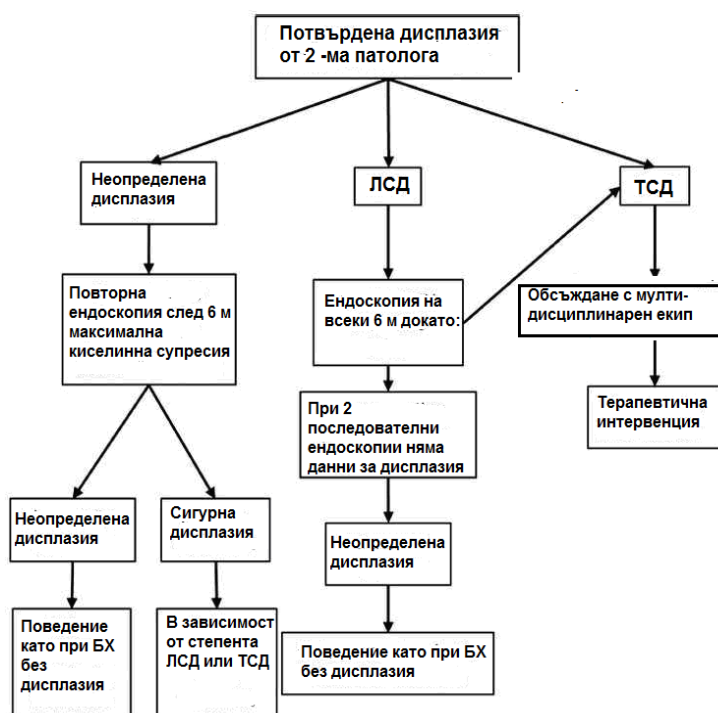 Потвърдена дисплазия
от 2 -ма патолога
Неопределена
дисплазия
ЛСД
ТСД
Повторна
ендоскопия след 6 м
максимална
киселинна супресия
Ендоскопия на
всеки 6 м докато:
Обсъждане с мулти-
дисциплинарен екип
При 2
последователни
ендоскопии няма
данни за дисплазия
Терапевтична
интервенция
Неопределена
дисплазия
Сигурна
дисплазия
Неопределена
дисплазия
Поведение
като при БХ
без
дисплазия
В зависимост
от степента
ЛСД или ТСД
Поведение като при БХ
без дисплазия